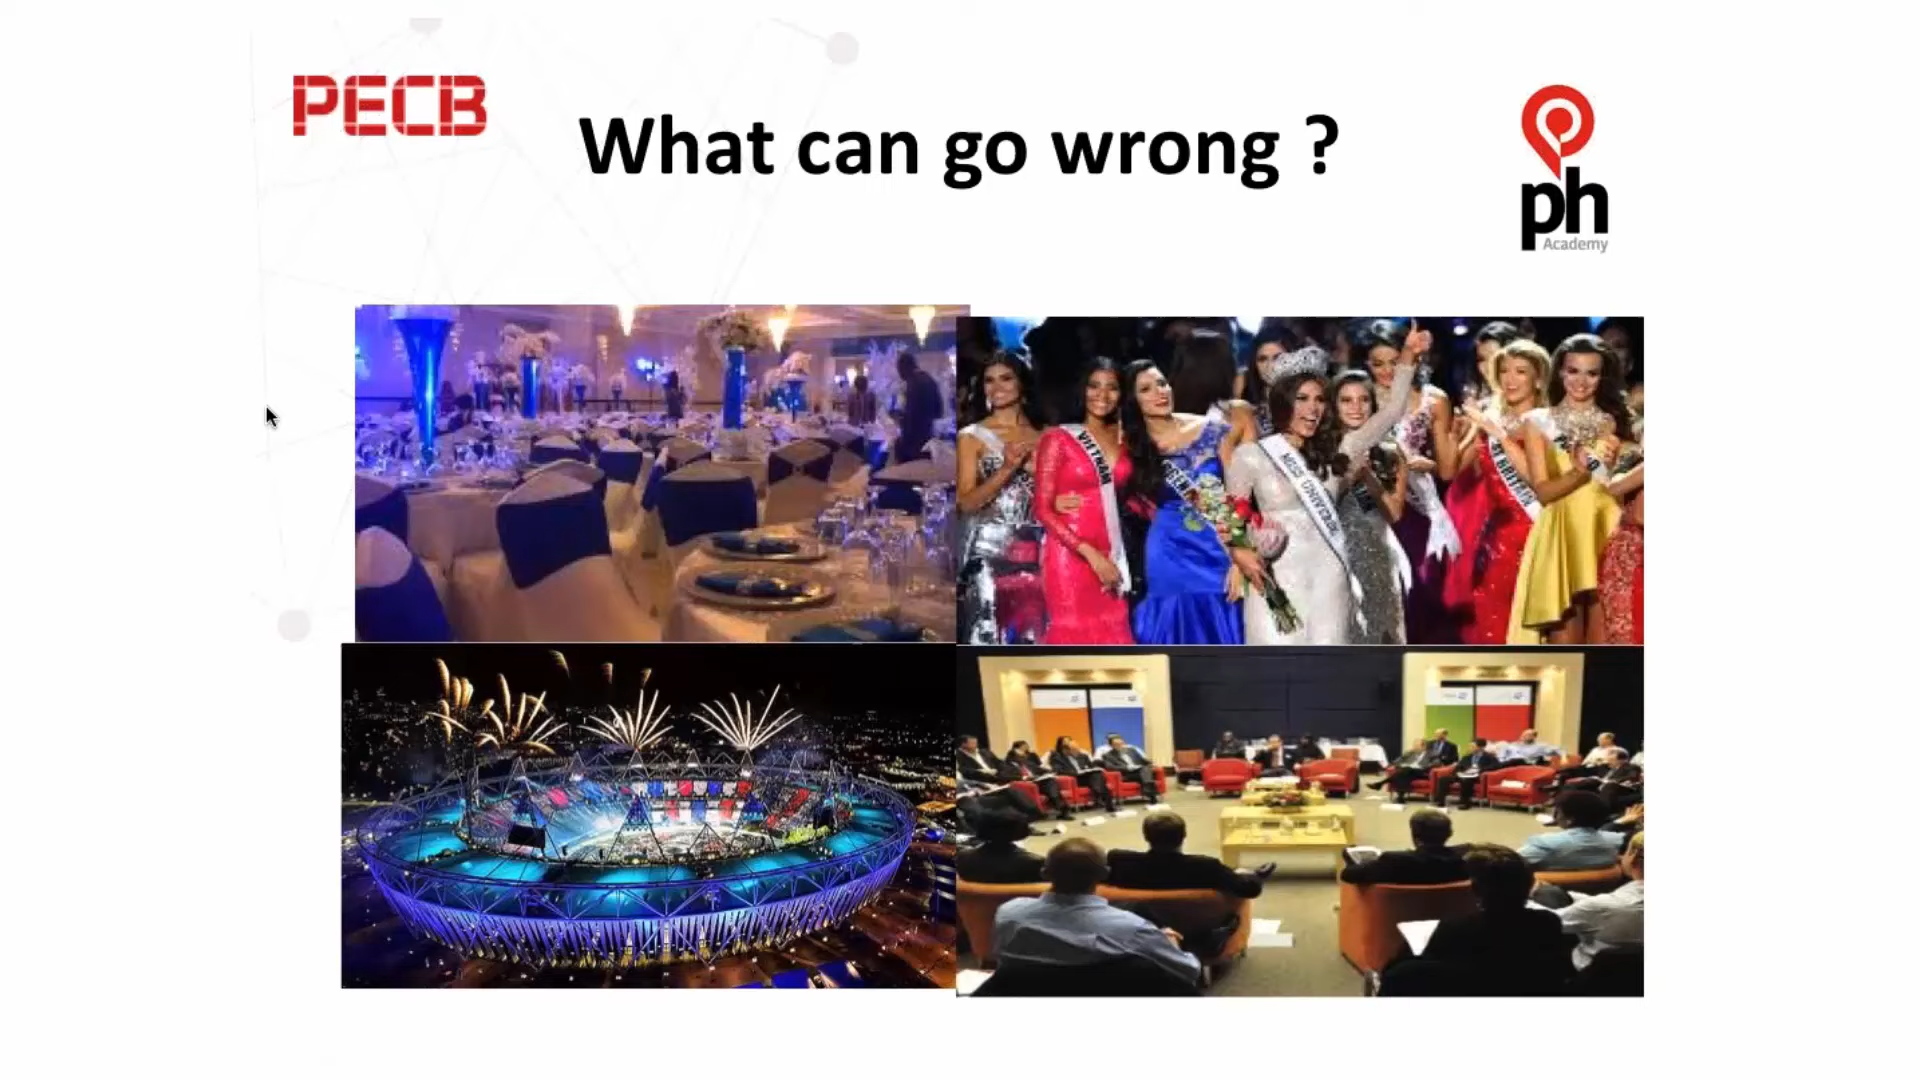 PECB
What can go wrong ?
ph
Academy
VIETNAM
MISS UNIVERSE